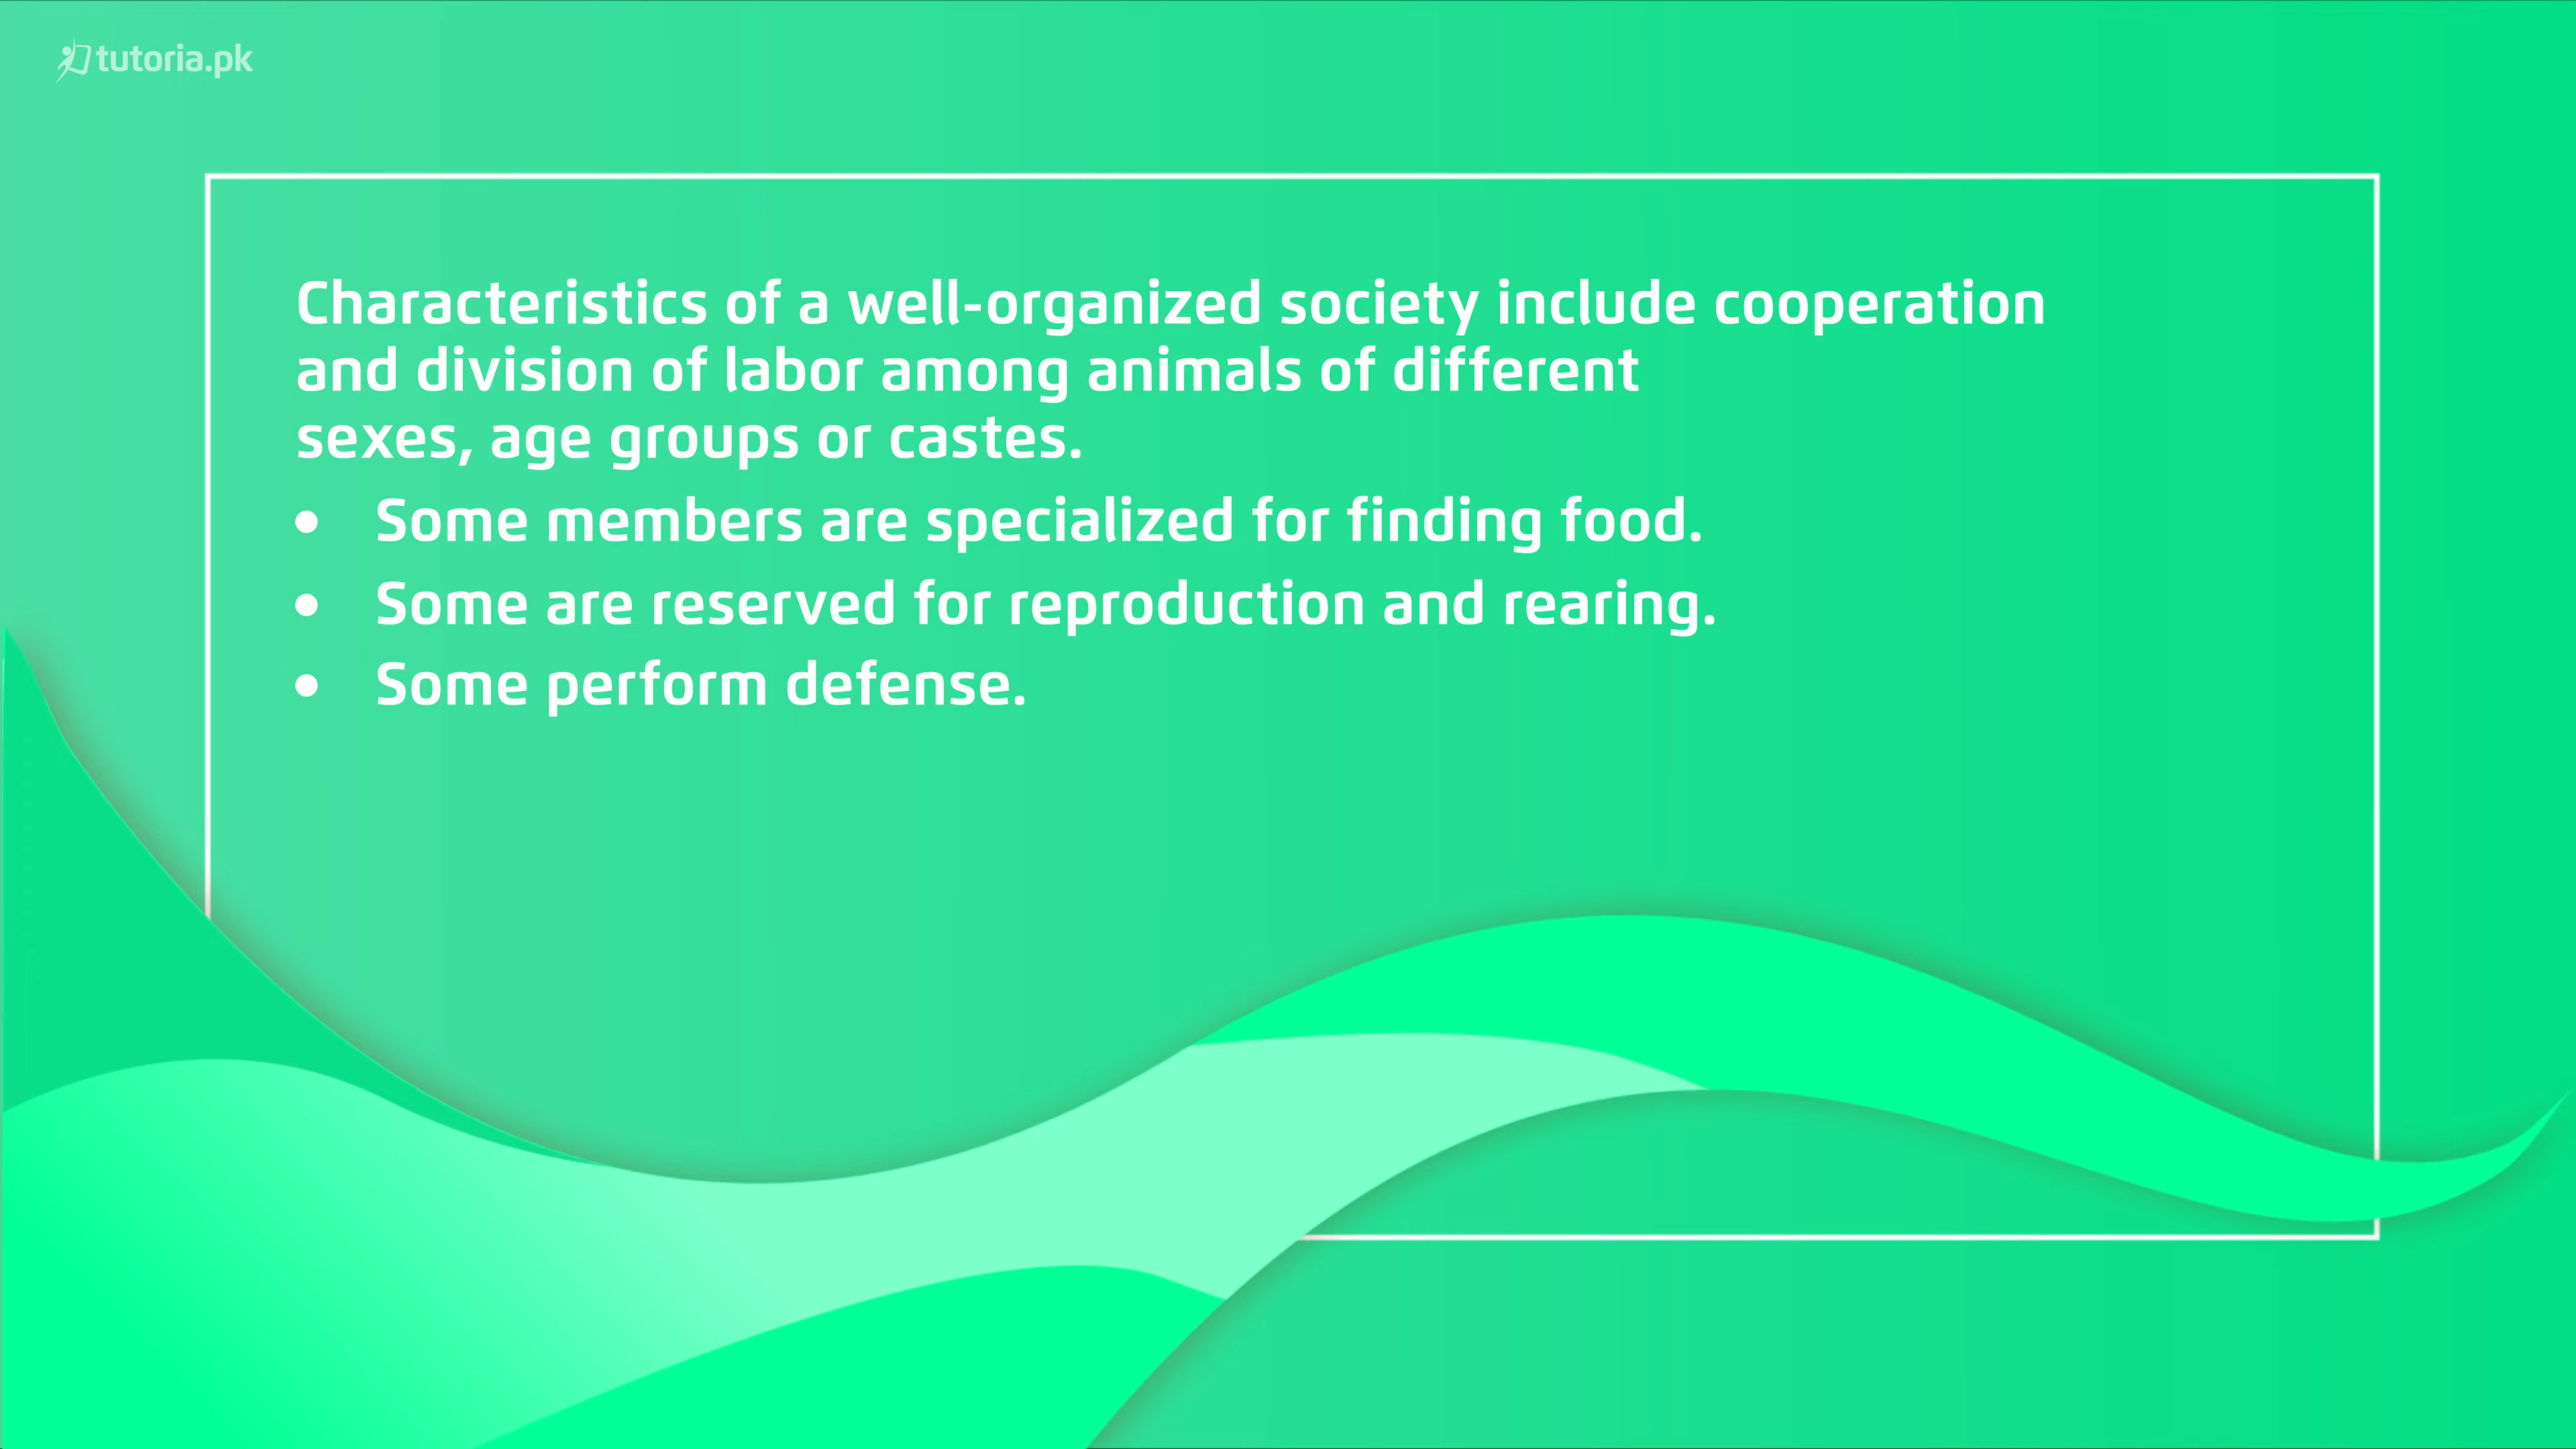 tutoria.pk
Characteristics of a well-organized society include cooperation
and division of labor among animals of different
sexes, age groups or castes.
• Some members are specialized for finding food.
• Some are reserved for reproduction and rearing.
• Some perform defense.